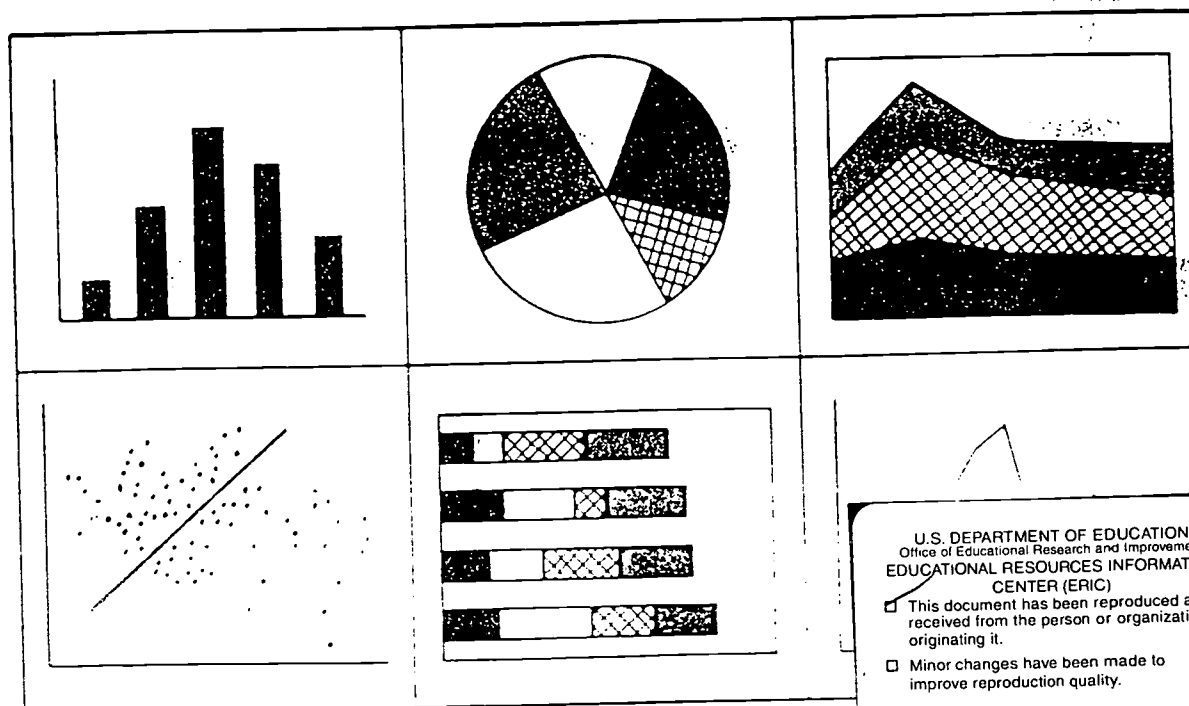 U.S. DEPARTMENT OF EDUCATION
Office of Educational Research and Improveme
EDUCATIONAL RESOURCES INFORMAT
CENTER (ERIC)
This document has been reproduced a
received from the person or organizati
originating it.
Minor changes have been made to
improve reproduction quality.